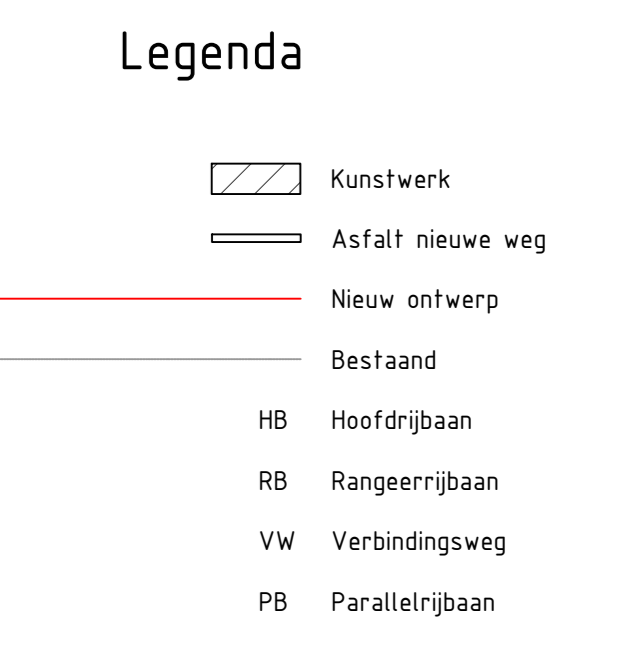 Legenda
Kunstwerk
Asfalt nieuwe weg
Nieuw ontwerp
Bestaand
HB Hoofdrijbaan
RB Rangeerrijbaan
VW Verbindingsweg
PB Parallelrijbaan